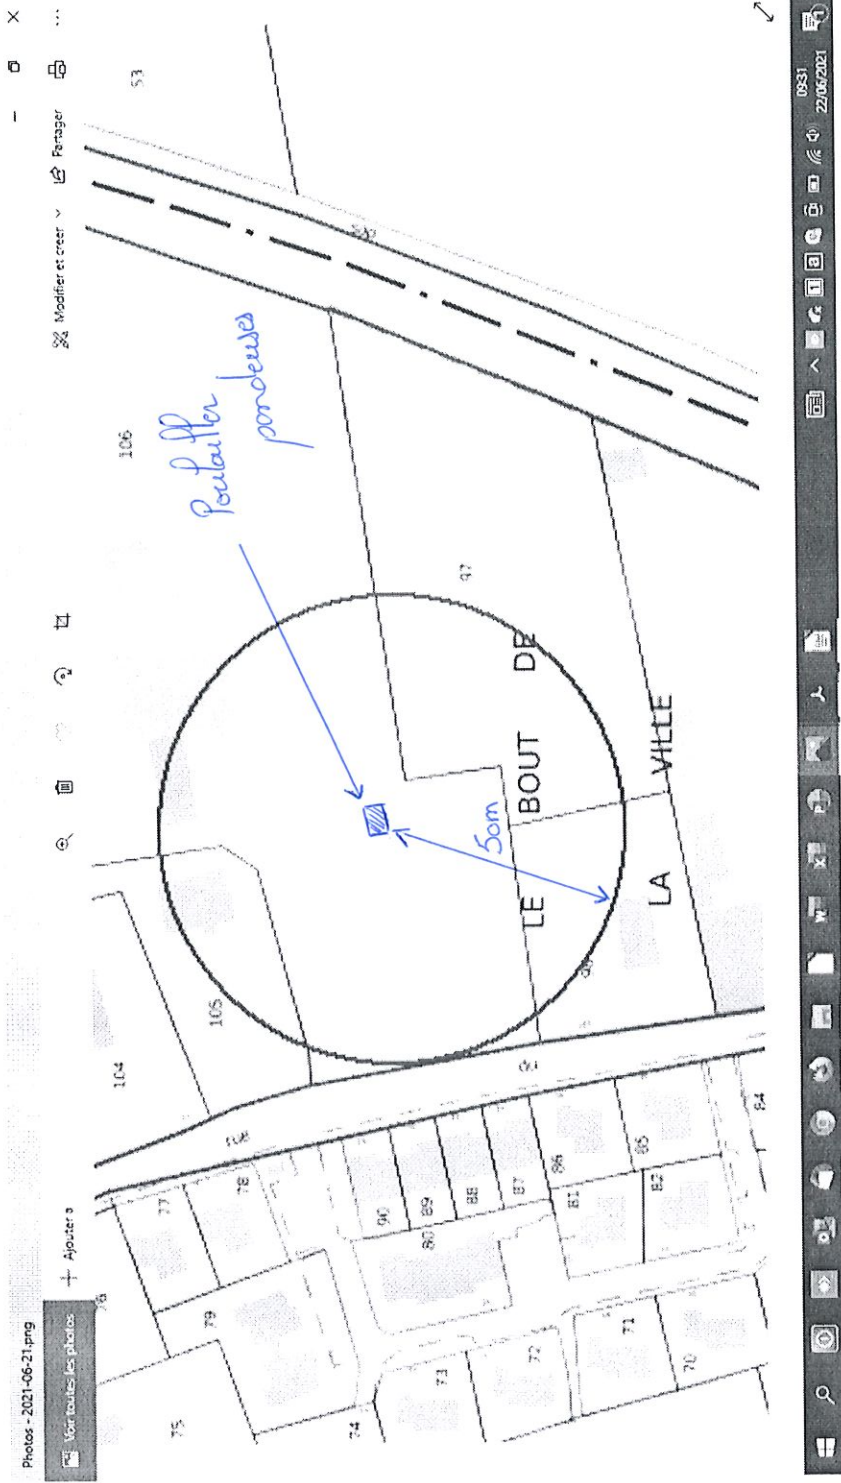 Photos - 2021-06-21.png
Voir toutes les photos
+ Ajouter a
Modifier et creer
Partager
53
106
Poulailler
pondeuses
104
105
108
97
50m
LE BOUT DE
LA VILLE
77
78
79
75
74
90
89
88
87
86
85
84
80
81
82
73
72
71
70
09:31
22/06/2021